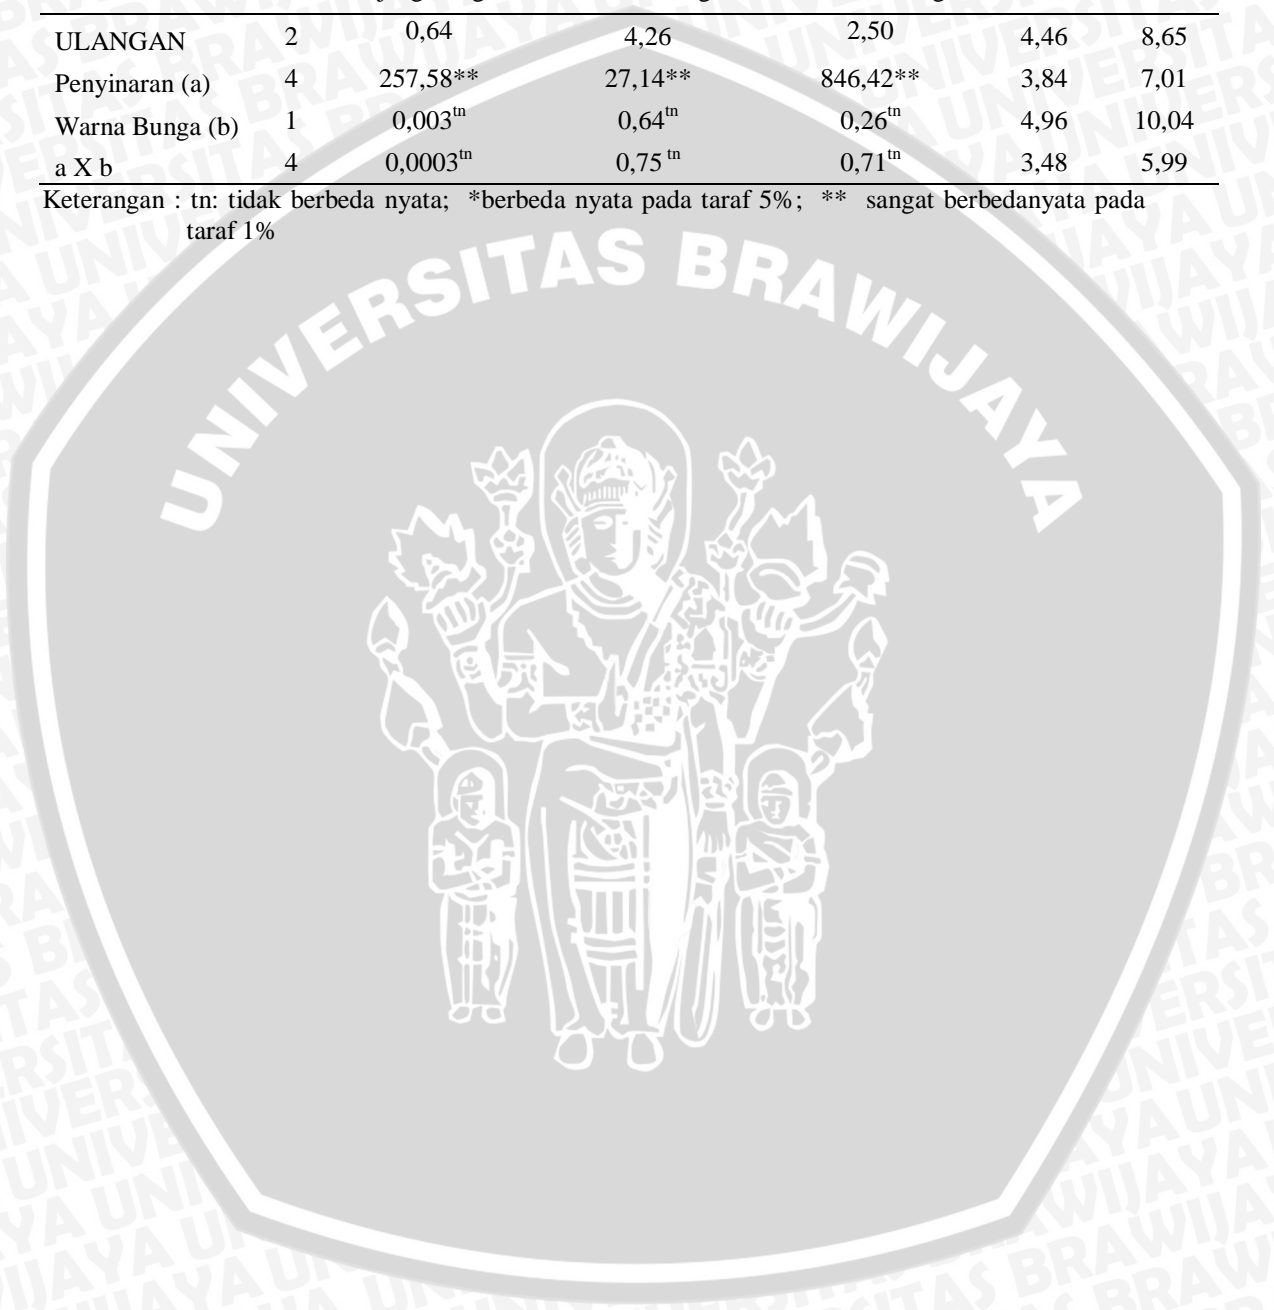 ULANGAN 2 0,64 4,26 2,50 4,46 8,65
Penyinaran (a) 4 257,58** 27,14** 846,42** 3,84 7,01
Warna Bunga (b) 1 0,003tn 0,64tn 0,26tn 4,96 10,04
a X b 4 0,0003tn 0,75 tn 0,71tn 3,48 5,99
Keterangan : tn: tidak berbeda nyata; *berbeda nyata pada taraf 5%; ** sangat berbedanyata pada
taraf 1%
UNIVERSITAS BRAWIJAYA